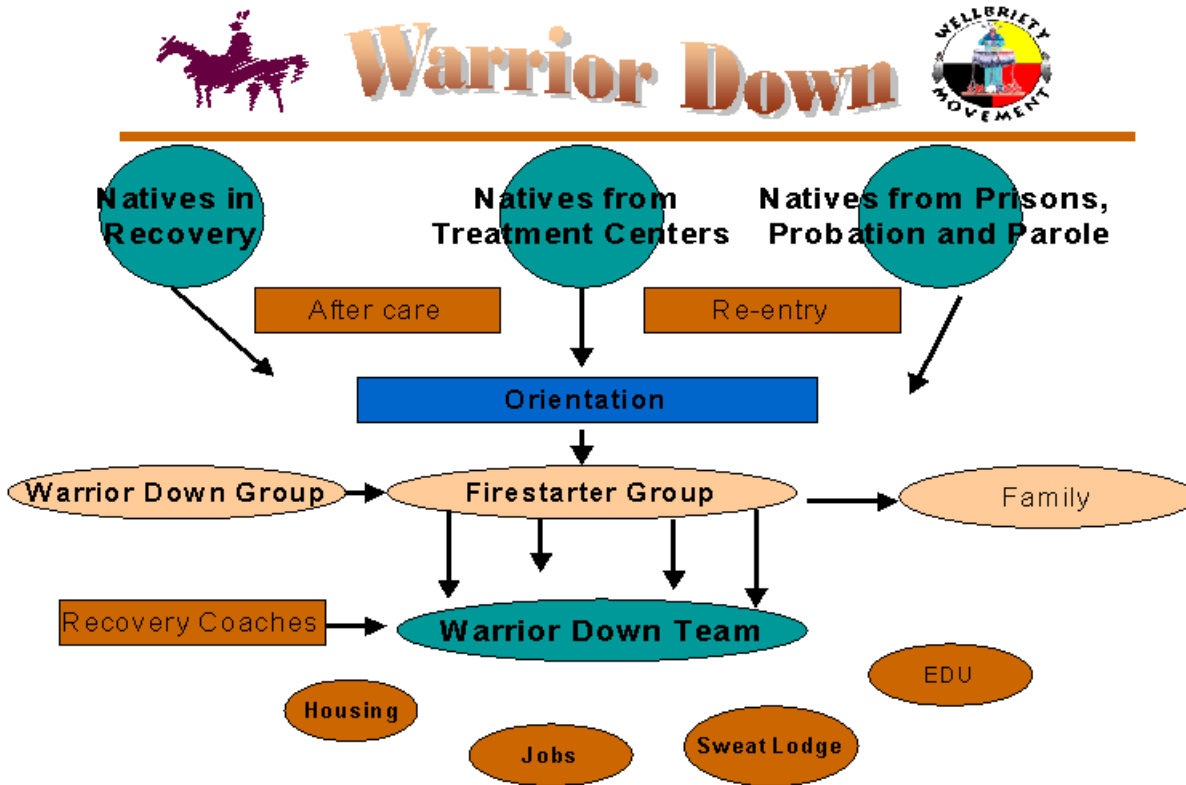 Warrior Down
WELLBRIETY
MOVEMENT
Natives in
Recovery
Natives from
Treatment Centers
Natives from Prisons,
Probation and Parole
After care
Re-entry
Orientation
Warrior Down Group
Firestarter Group
Family
Recovery Coaches
Warrior Down Team
EDU
Housing
Jobs
Sweat Lodge